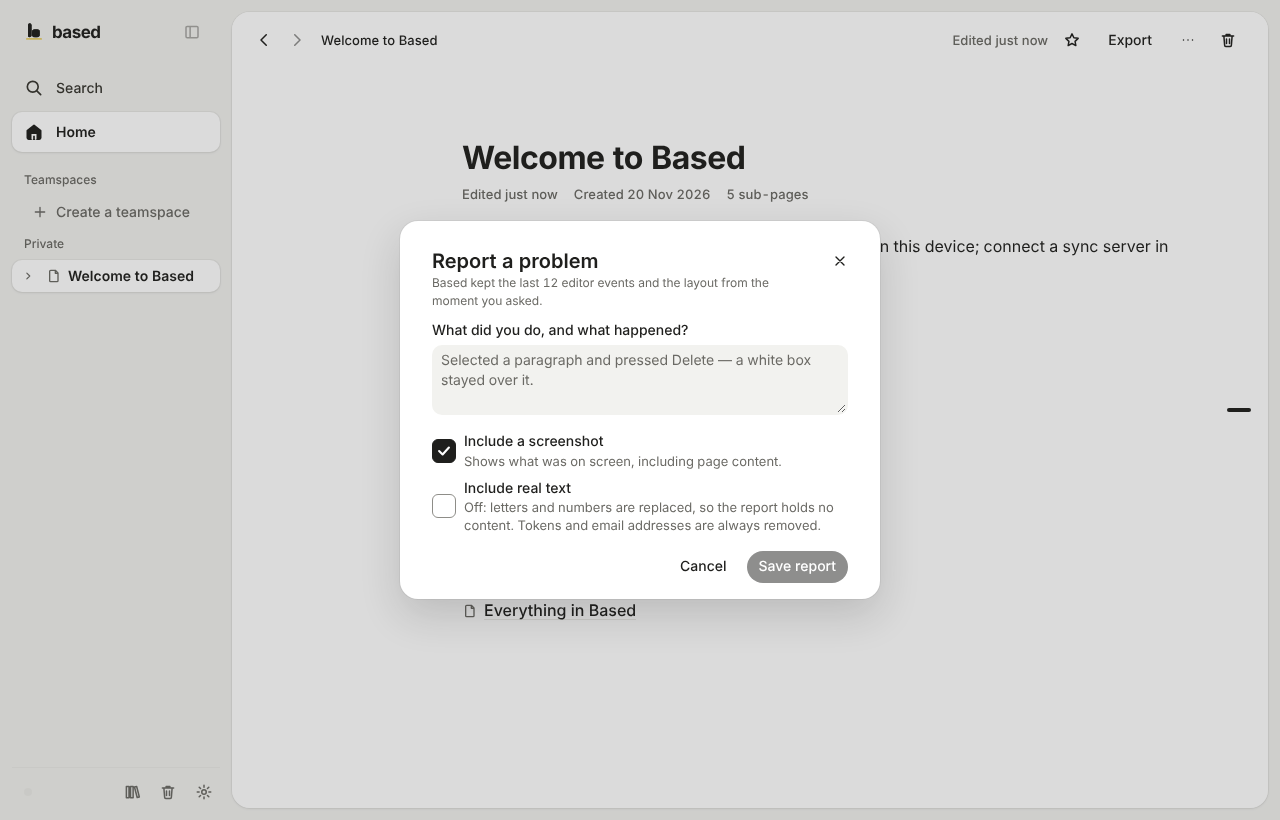 based
Welcome to Based
Edited just now
Export
Search
Home
Teamspaces
Create a teamspace
Private
Welcome to Based
Welcome to Based
Edited just now
Created 20 Nov 2026
5 sub-pages
n this device; connect a sync server in
Report a problem
Based kept the last 12 editor events and the layout from the
moment you asked.
What did you do, and what happened?
Selected a paragraph and pressed Delete — a white box
stayed over it.
Include a screenshot
Shows what was on screen, including page content.
Include real text
Off: letters and numbers are replaced, so the report holds no
content. Tokens and email addresses are always removed.
Cancel
Save report
Everything in Based